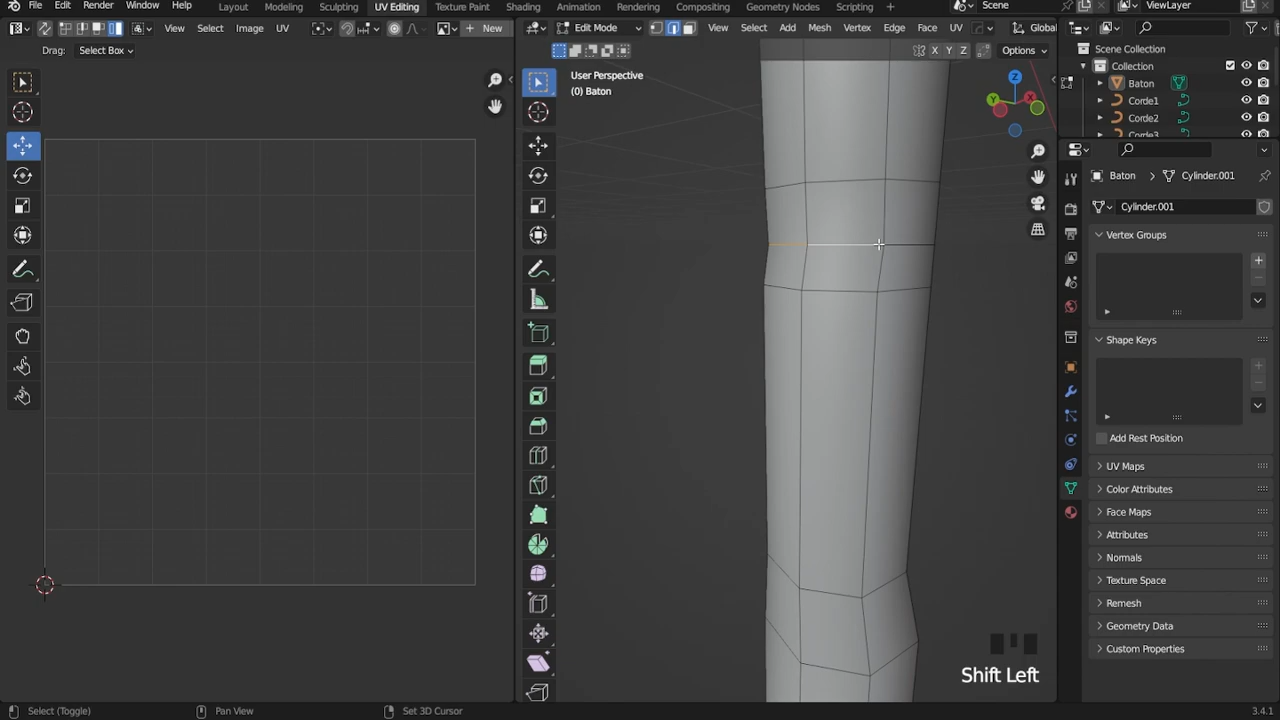 File Edit Render Window Help Layout Modeling Sculpting UV Editing Texture Paint Shading Animation Rendering Compositing Geometry Nodes Scripting + Scene ViewLayer
View Select Image UV New Edit Mode View Select Add Mesh Vertex Edge Face UV Global
Drag: Select Box X Y Z Options Scene Collection
User Perspective
(0) Baton
Collection
Baton
Corde1
Corde2
Corde3
Z
Y
X
Baton Cylinder.001
Cylinder.001
Vertex Groups
Shape Keys
Add Rest Position
UV Maps
Color Attributes
Face Maps
Attributes
Normals
Texture Space
Remesh
Geometry Data
Custom Properties
Shift Left
Select (Toggle) Pan View Set 3D Cursor 3.4.1